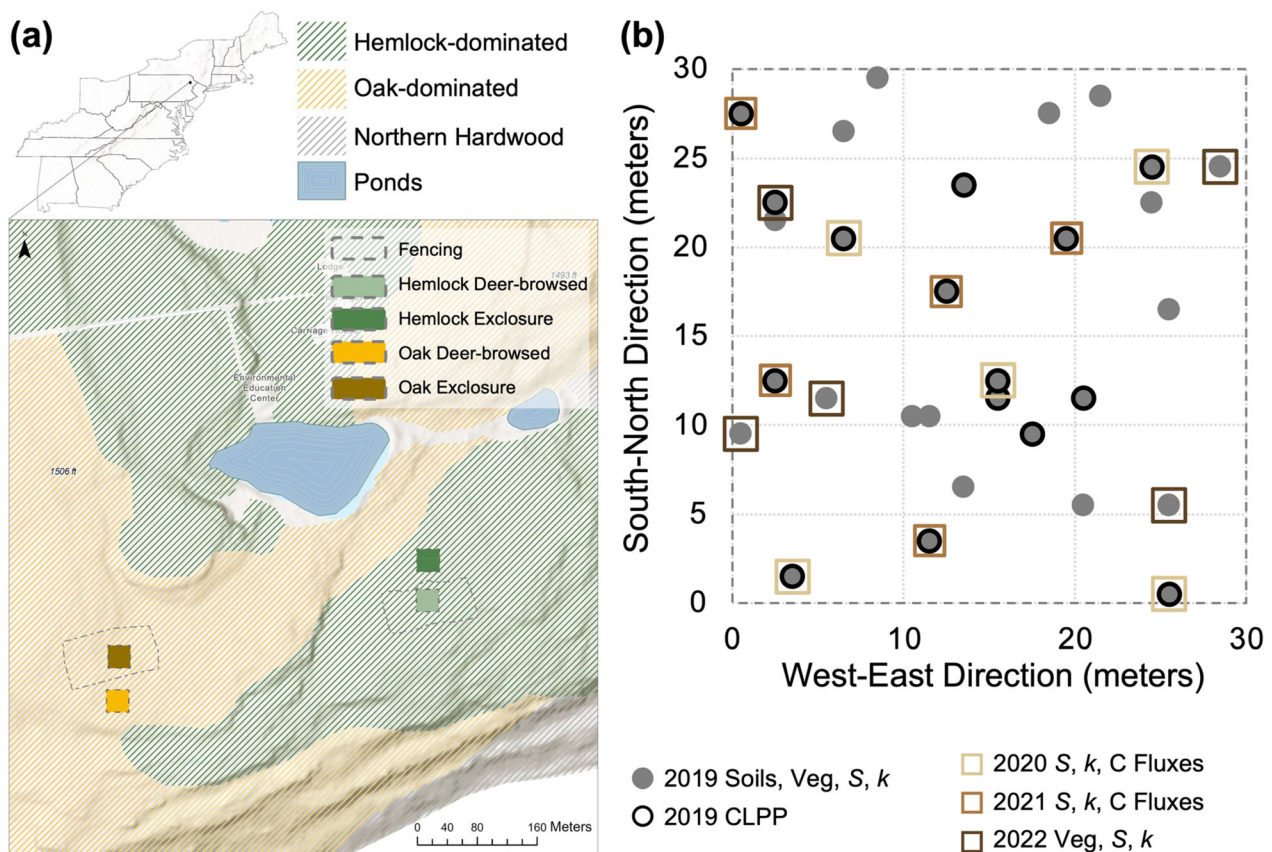 (a)
Hemlock-dominated
Oak-dominated
Northern Hardwood
Ponds
N
Fencing
Lodge
1493 ft
Hemlock Deer-browsed
Hemlock Exclosure
Oak Deer-browsed
Oak Exclosure
Environmental
Education
Center
1506 ft
0 40 80 160 Meters
(b)
South-North Direction (meters)
30
25
20
15
10
5
0
0 10 20 30
West-East Direction (meters)
2019 Soils, Veg, S, k
2019 CLPP
2020 S, k, C Fluxes
2021 S, k, C Fluxes
2022 Veg, S, k